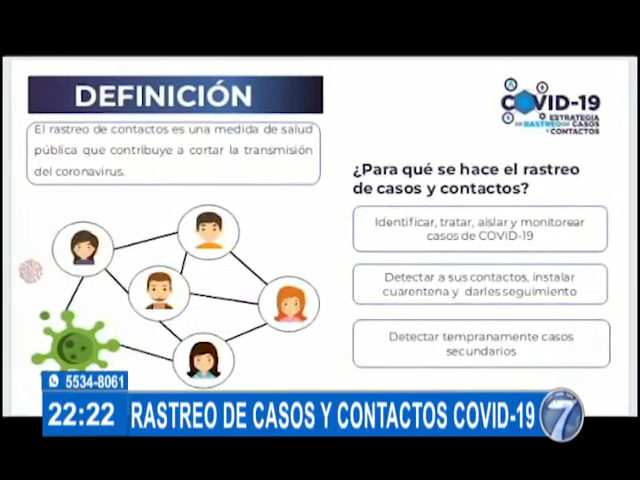 DEFINICIÓN
El rastreo de contactos es una medida de salud
pública que contribuye a cortar la transmisión
del coronavirus.
COVID-19
ESTRATEGIA
DE RASTREO DE CASOS
Y CONTACTOS
¿Para qué se hace el rastreo
de casos y contactos?
Identificar, tratar, aislar y monitorear
casos de COVID-19
Detectar a sus contactos, instalar
cuarentena y darles seguimiento
Detectar tempranamente casos
secundarios
5534-8061
22:22
RASTREO DE CASOS Y CONTACTOS COVID-19
7